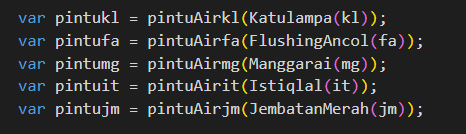 var pintukl = pintuAirkl(Katulampa(kl));
var pintufa = pintuAirfa(FlushingAncol(fa));
var pintumg = pintuAirmg(Manggarai(mg));
var pintuit = pintuAirit(Istiqlal(it));
var pintujm = pintuAirjm(JembatanMerah(jm));